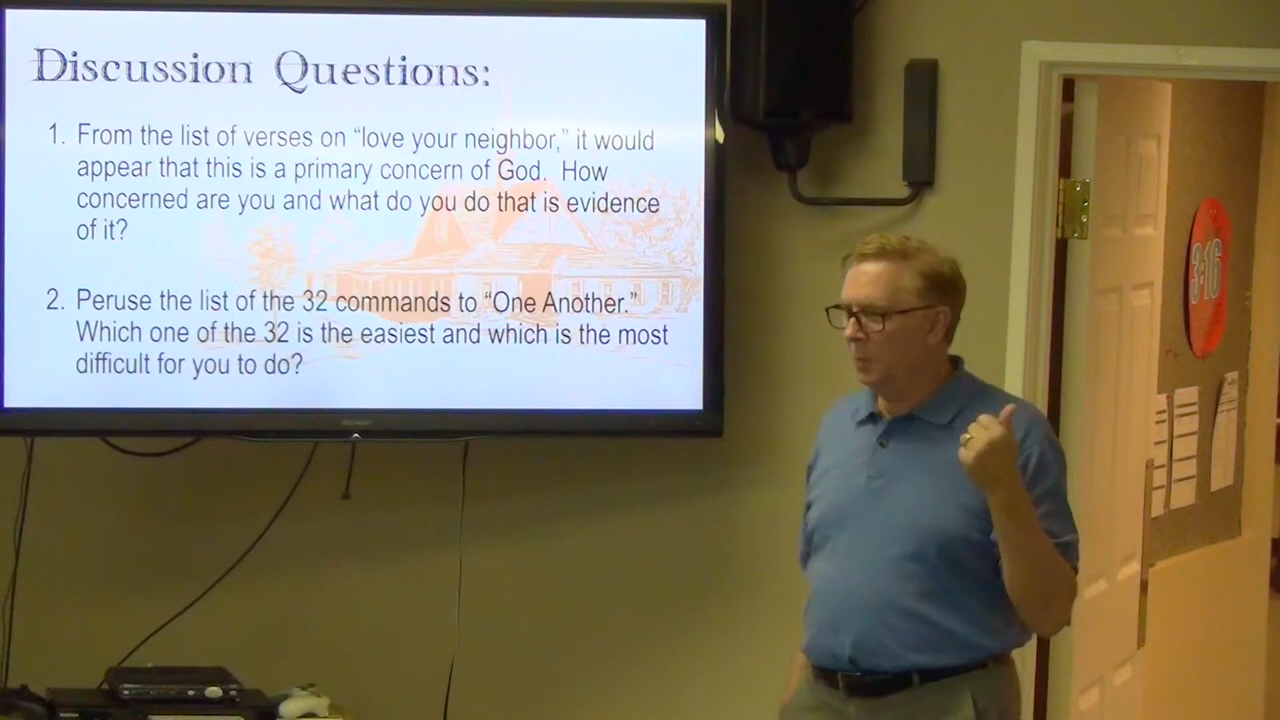 Discussion Questions:
1. From the list of verses on “love your neighbor,” it would
appear that this is a primary concern of God.  How
concerned are you and what do you do that is evidence
of it?
2. Peruse the list of the 32 commands to “One Another.”
Which one of the 32 is the easiest and which is the most
difficult for you to do?
3:16